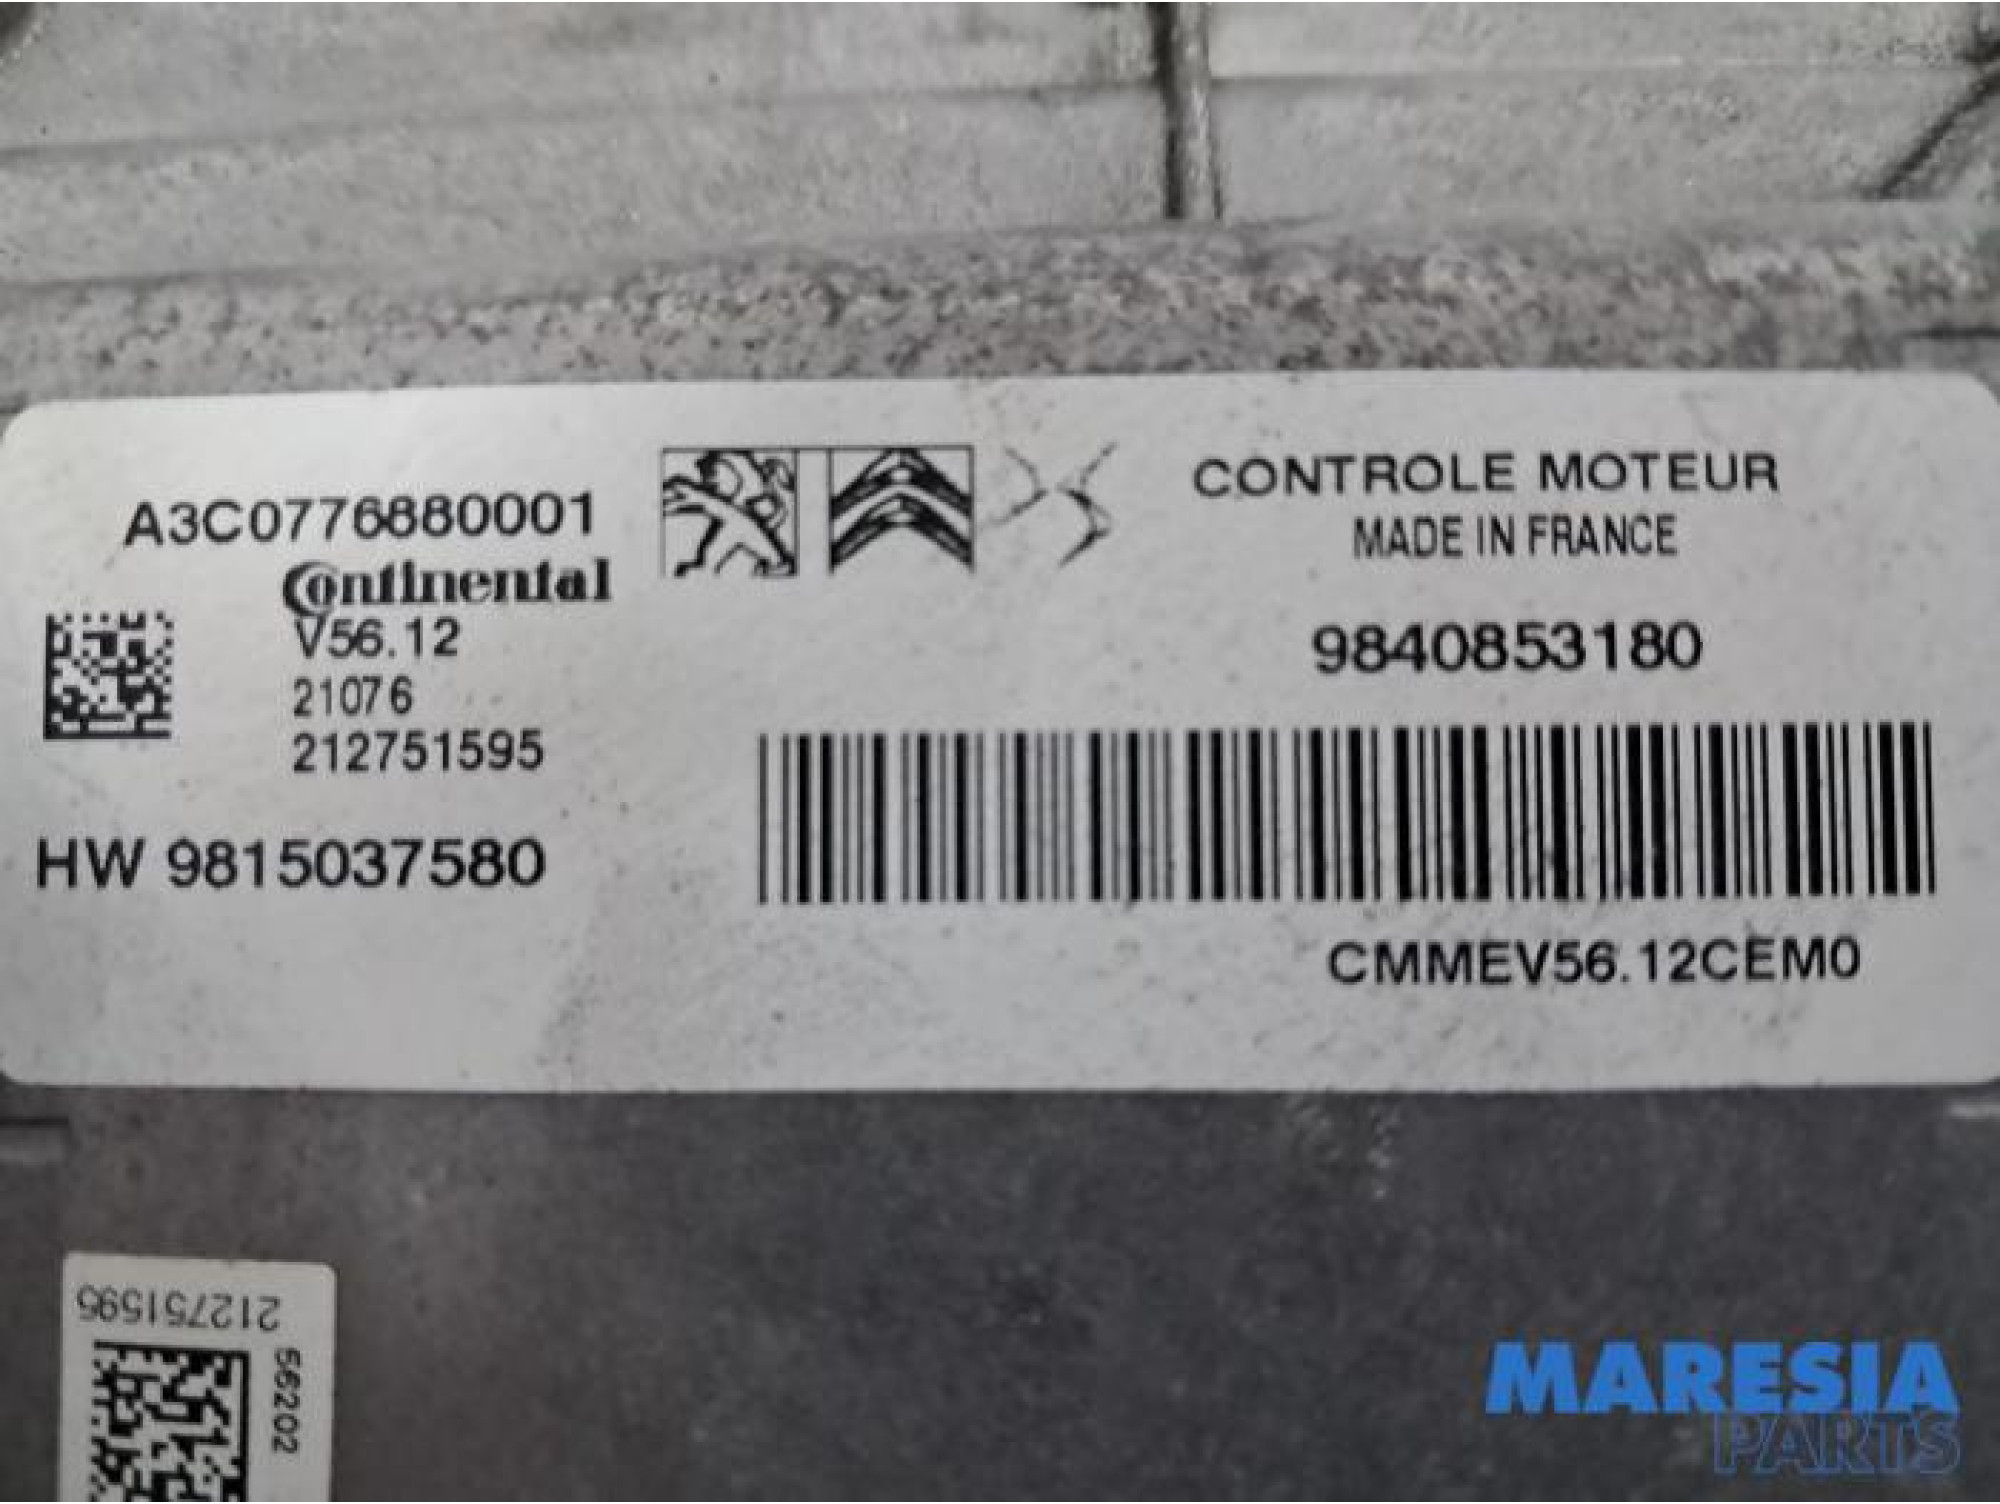 A3C0776880001
Continental
V56.12
21076
212751595
HW 9815037580
CONTROLE MOTEUR
MADE IN FRANCE
9840853180
CMMEV56.12CEM0
212751595
56202
MARESIA
PARTS